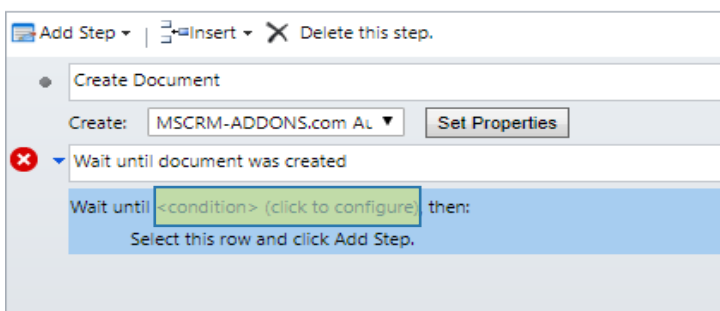 Add Step | Insert Delete this step.
Create Document
Create: MSCRM-ADDONS.com Au Set Properties
Wait until document was created
Wait until <condition> (click to configure), then:
Select this row and click Add Step.